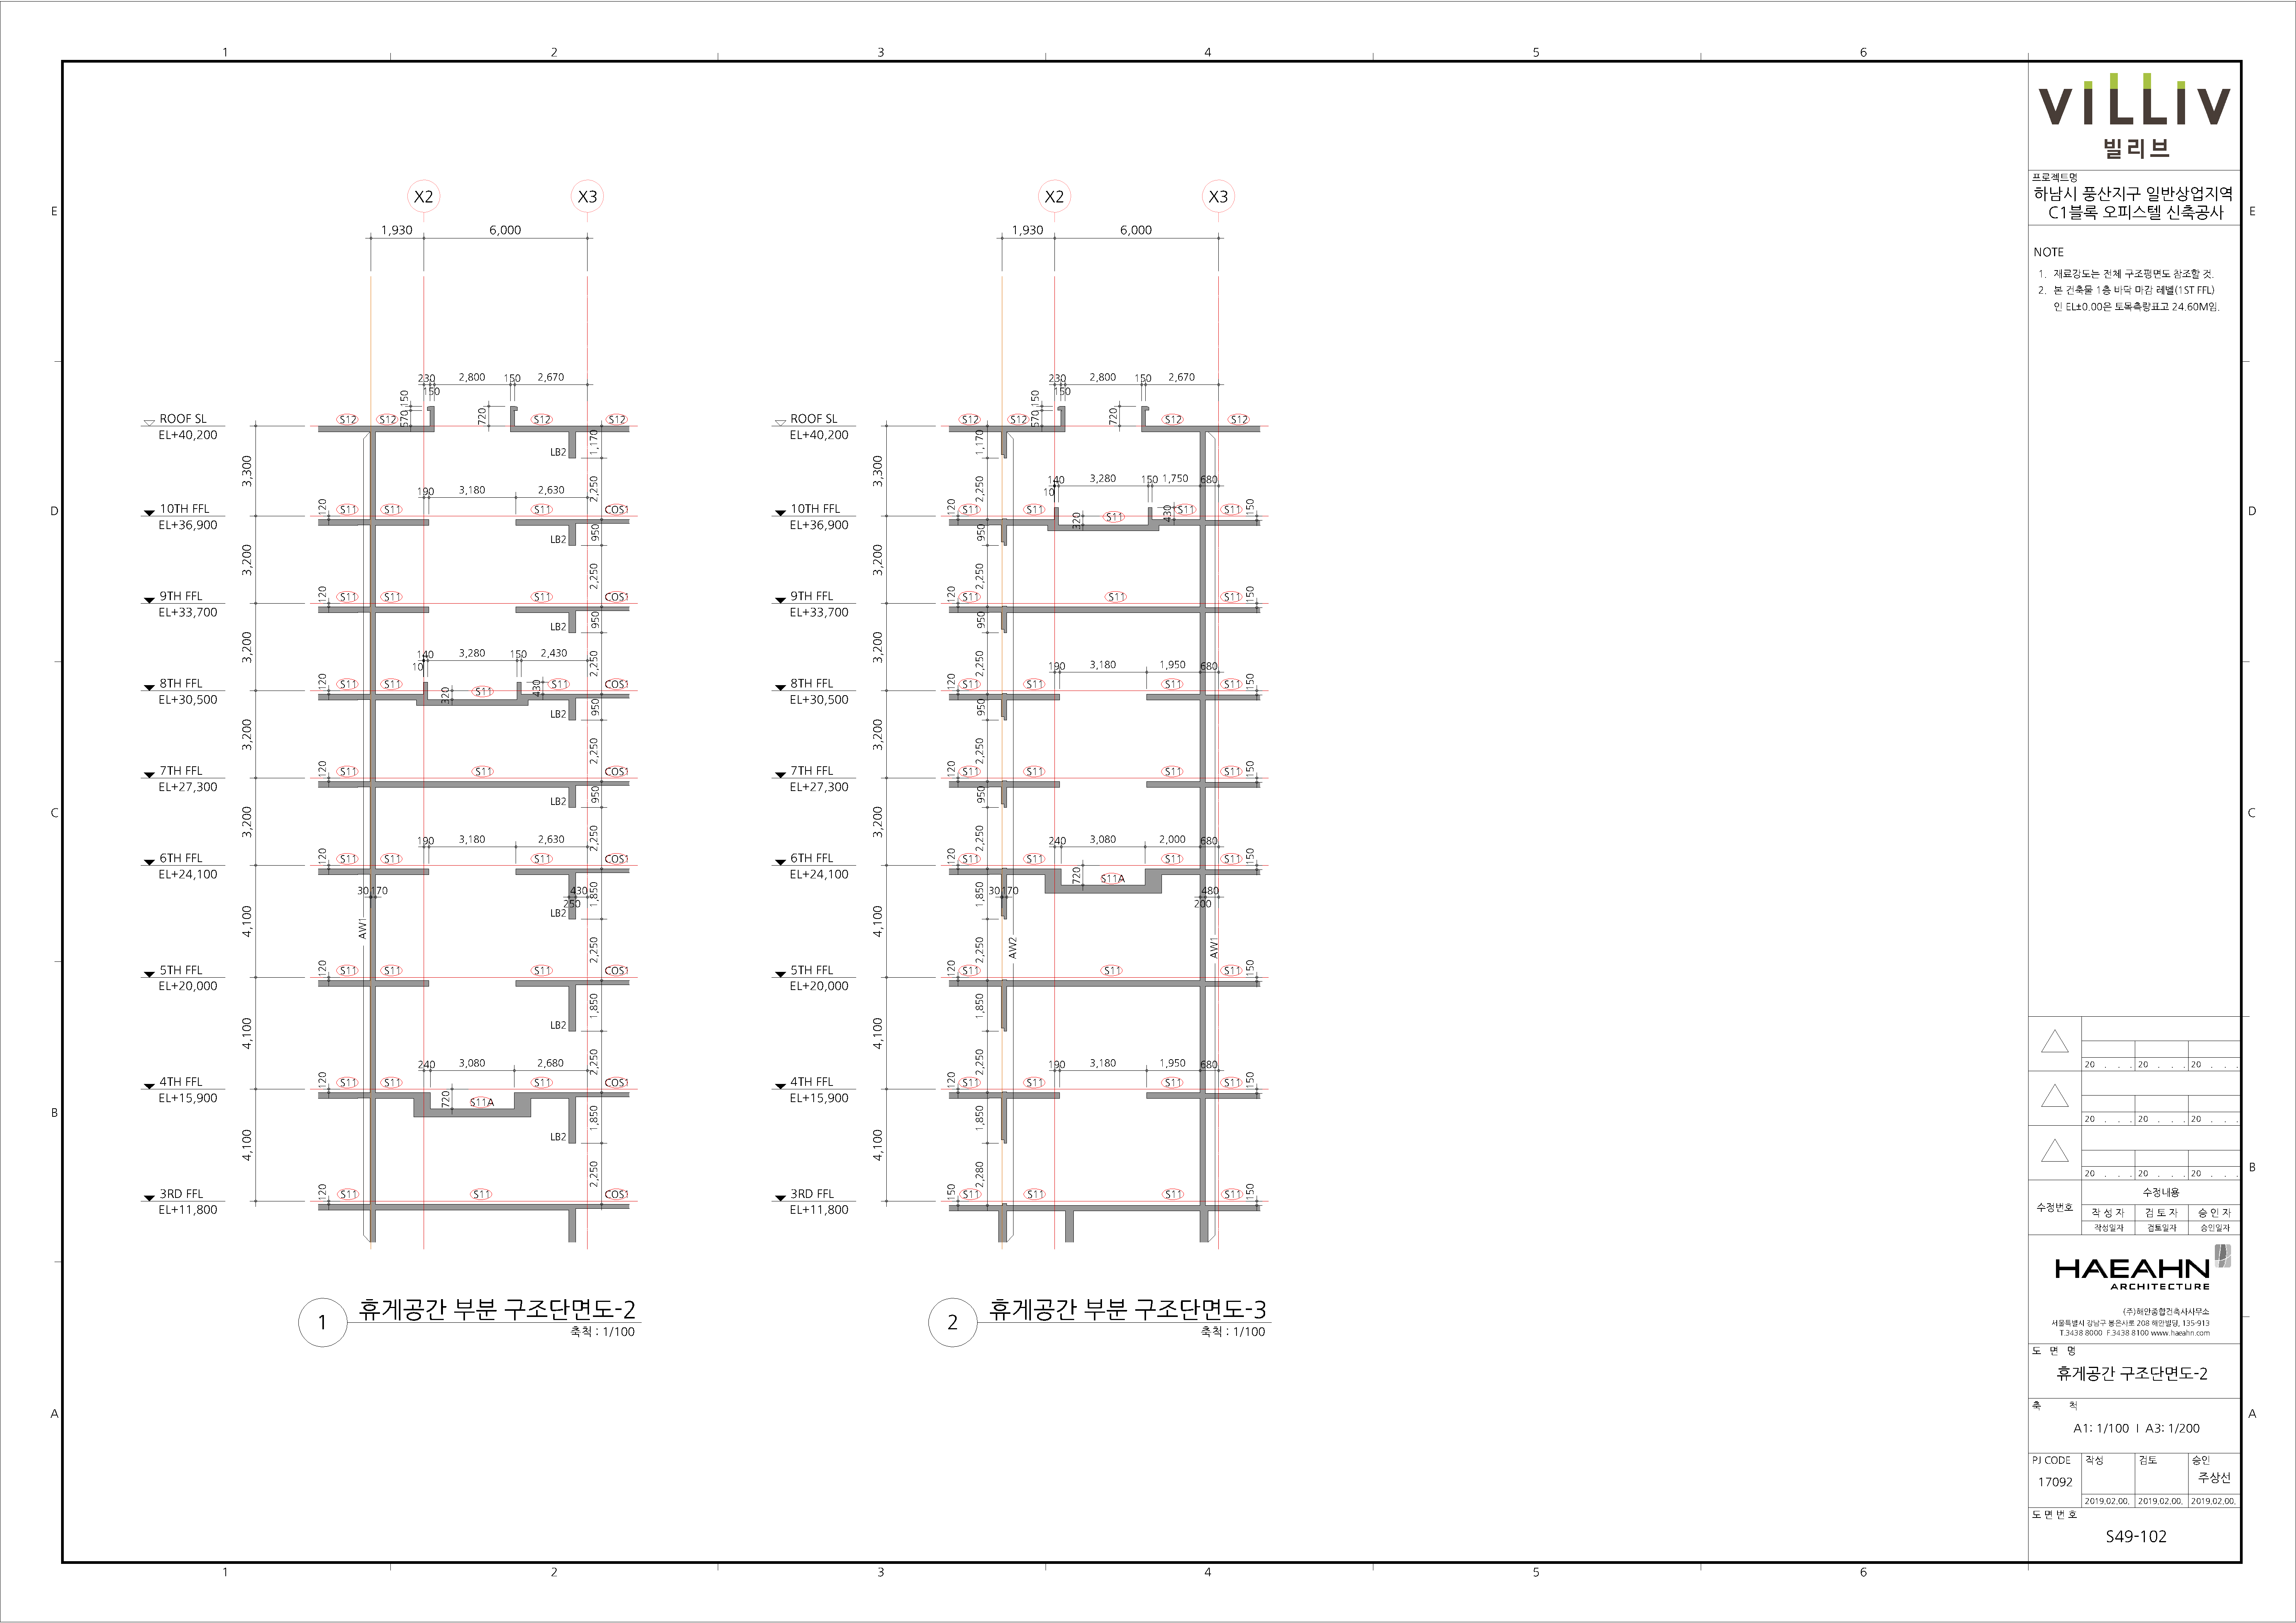 1 2 3 4 5 6
E
D
C
B
A
X2 X3
1,930 6,000
230 2,800 150 2,670
150
570 150
720
ROOF SL
EL+40,200
S12 S12 S12 S12
LB2
1,170
3,300
190 3,180 2,630
2,250
10TH FFL
EL+36,900
120 S11 S11 S11 COS1
LB2
950
3,200
2,250
9TH FFL
EL+33,700
120 S11 S11 S11 COS1
LB2
950
3,200
140 3,280 150 2,430
10
2,250
8TH FFL
EL+30,500
120 S11 S11 320 S11 430 S11 COS1
LB2
950
3,200
2,250
7TH FFL
EL+27,300
120 S11 S11 COS1
LB2
950
3,200
190 3,180 2,630
2,250
6TH FFL
EL+24,100
120 S11 S11 S11 COS1
30 170 430
250
LB2
1,850
AW1
4,100
2,250
5TH FFL
EL+20,000
120 S11 S11 S11 COS1
LB2
1,850
4,100
240 3,080 2,680
2,250
4TH FFL
EL+15,900
120 S11 S11 S11 COS1
720 S11A
LB2
1,850
4,100
2,250
3RD FFL
EL+11,800
120 S11 S11 COS1
1 휴게공간 부분 구조단면도-2
축척 : 1/100
X2 X3
1,930 6,000
230 2,800 150 2,670
150
570 150
720
ROOF SL
EL+40,200
S12 S12 S12 S12
1,170
3,300
140 3,280 150 1,750 680
10
2,250
10TH FFL
EL+36,900
120 S11 S11 320 S11 430 S11 S11 150
950
3,200
2,250
9TH FFL
EL+33,700
120 S11 S11 S11 150
950
3,200
190 3,180 1,950 680
2,250
8TH FFL
EL+30,500
120 S11 S11 S11 S11 150
950
3,200
2,250
7TH FFL
EL+27,300
120 S11 S11 S11 S11 150
950
3,200
240 3,080 2,000 680
2,250
6TH FFL
EL+24,100
120 S11 S11 S11 S11 150
720 S11A
30 170 480
200
1,850
AW2 AW1
4,100
2,250
5TH FFL
EL+20,000
120 S11 S11 S11 150
1,850
4,100
190 3,180 1,950 680
2,250
4TH FFL
EL+15,900
120 S11 S11 S11 S11 150
1,850
4,100
2,280
3RD FFL
EL+11,800
150 S11 S11 S11 S11 150
2 휴게공간 부분 구조단면도-3
축척 : 1/100
VILLIV
빌리브
프로젝트명
하남시 풍산지구 일반상업지역
C1블록 오피스텔 신축공사
NOTE
1. 재료강도는 전체 구조평면도 참조할 것.
2. 본 건축물 1층 바닥 마감 레벨(1ST FFL)
인 EL±0.00은 토목측량표고 24.60M임.
20 . . . 20 . . . 20 . . .
20 . . . 20 . . . 20 . . .
20 . . . 20 . . . 20 . . .
수정번호 수정내용
작 성 자 검 토 자 승 인 자
작성일자 검토일자 승인일자
HAEAHN
ARCHITECTURE
(주)해안종합건축사사무소
서울특별시 강남구 봉은사로 208 해안빌딩, 135-913
T.3438 8000 F.3438 8100 www.haeahn.com
도 면 명
휴게공간 구조단면도-2
축 척
A1: 1/100 I A3: 1/200
PJ CODE 작성 검토 승인
17092 주상선
2019.02.00. 2019.02.00. 2019.02.00.
도 면 번 호
S49-102
E
D
C
B
A
1 2 3 4 5 6